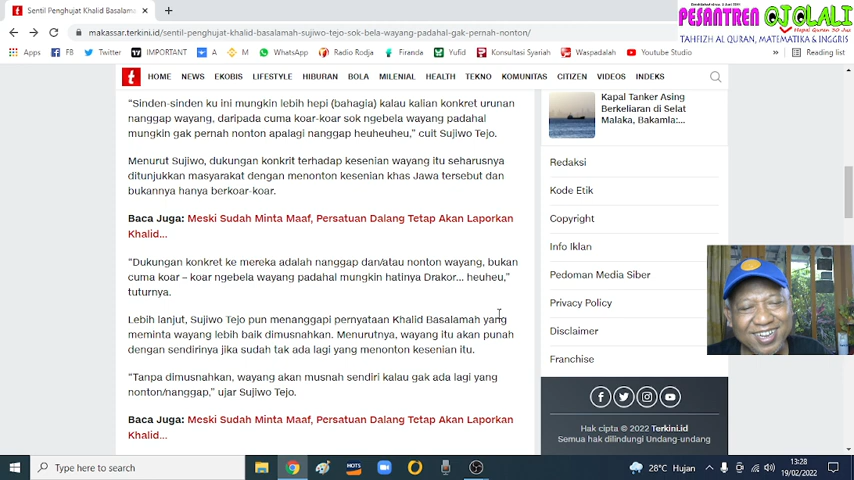 Sentil Penghujat Khalid Basalama
makassar.terkini.id/sentil-penghujat-khalid-basalamah-sujiwo-tejo-sok-bela-wayang-padahal-gak-pernah-nonton/
PESANTREN OJOLALI
Hapal Quran 30 Juz
TAHFIZH AL QURAN, MATEMATIKA & INGGRIS
Apps FB Twitter IMPORTANT A M WhatsApp Radio Rodja Firanda Yufid Konsultasi Syariah Waspadalah Youtube Studio » Reading list
t HOME NEWS EKOBIS LIFESTYLE HIBURAN BOLA MILENIAL HEALTH TEKNO KOMUNITAS CITIZEN VIDEOS INDEKS
“Sinden-sinden ku ini mungkin lebih hepi (bahagia) kalau kalian konkret urunan
nanggap wayang, daripada cuma koar-koar sok ngebela wayang padahal
mungkin gak pernah nonton apalagi nanggap heuheuheu,” cuit Sujiwo Tejo.
Menurut Sujiwo, dukungan konkrit terhadap kesenian wayang itu seharusnya
ditunjukkan masyarakat dengan menonton kesenian khas Jawa tersebut dan
bukannya hanya berkoar-koar.
Baca Juga: Meski Sudah Minta Maaf, Persatuan Dalang Tetap Akan Laporkan
Khalid...
“Dukungan konkret ke mereka adalah nanggap dan/atau nonton wayang, bukan
cuma koar – koar ngebela wayang padahal mungkin hatinya Drakor… heuheu,”
tuturnya.
Lebih lanjut, Sujiwo Tejo pun menanggapi pernyataan Khalid Basalamah yang
meminta wayang lebih baik dimusnahkan. Menurutnya, wayang itu akan punah
dengan sendirinya jika sudah tak ada lagi yang menonton kesenian itu.
“Tanpa dimusnahkan, wayang akan musnah sendiri kalau gak ada lagi yang
nonton/nanggap,” ujar Sujiwo Tejo.
Baca Juga: Meski Sudah Minta Maaf, Persatuan Dalang Tetap Akan Laporkan
Khalid...
Kapal Tanker Asing
Berkeliaran di Selat
Malaka, Bakamla:...
Redaksi
Kode Etik
Copyright
Info Iklan
Pedoman Media Siber
Privacy Policy
Disclaimer
Franchise
Hak cipta © 2022 Terkini.id
Semua hak dilindungi Undang-undang
Type here to search
HOTS
28°C Hujan
13:28
19/02/2022